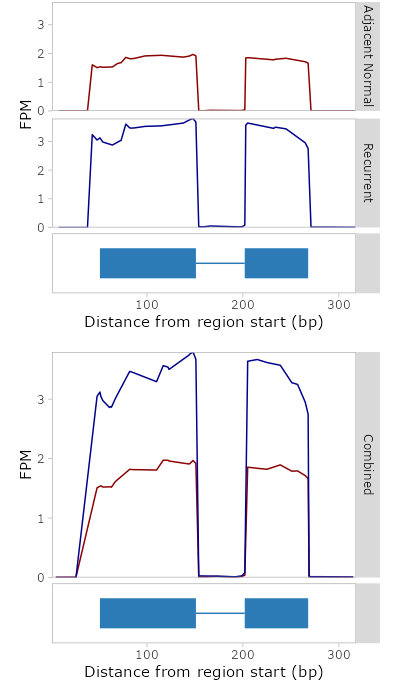 3
2
1
0
Adjacent Normal
FPM
3
2
1
0
Recurrent
100 200 300
Distance from region start (bp)
3
2
1
0
FPM
Combined
100 200 300
Distance from region start (bp)